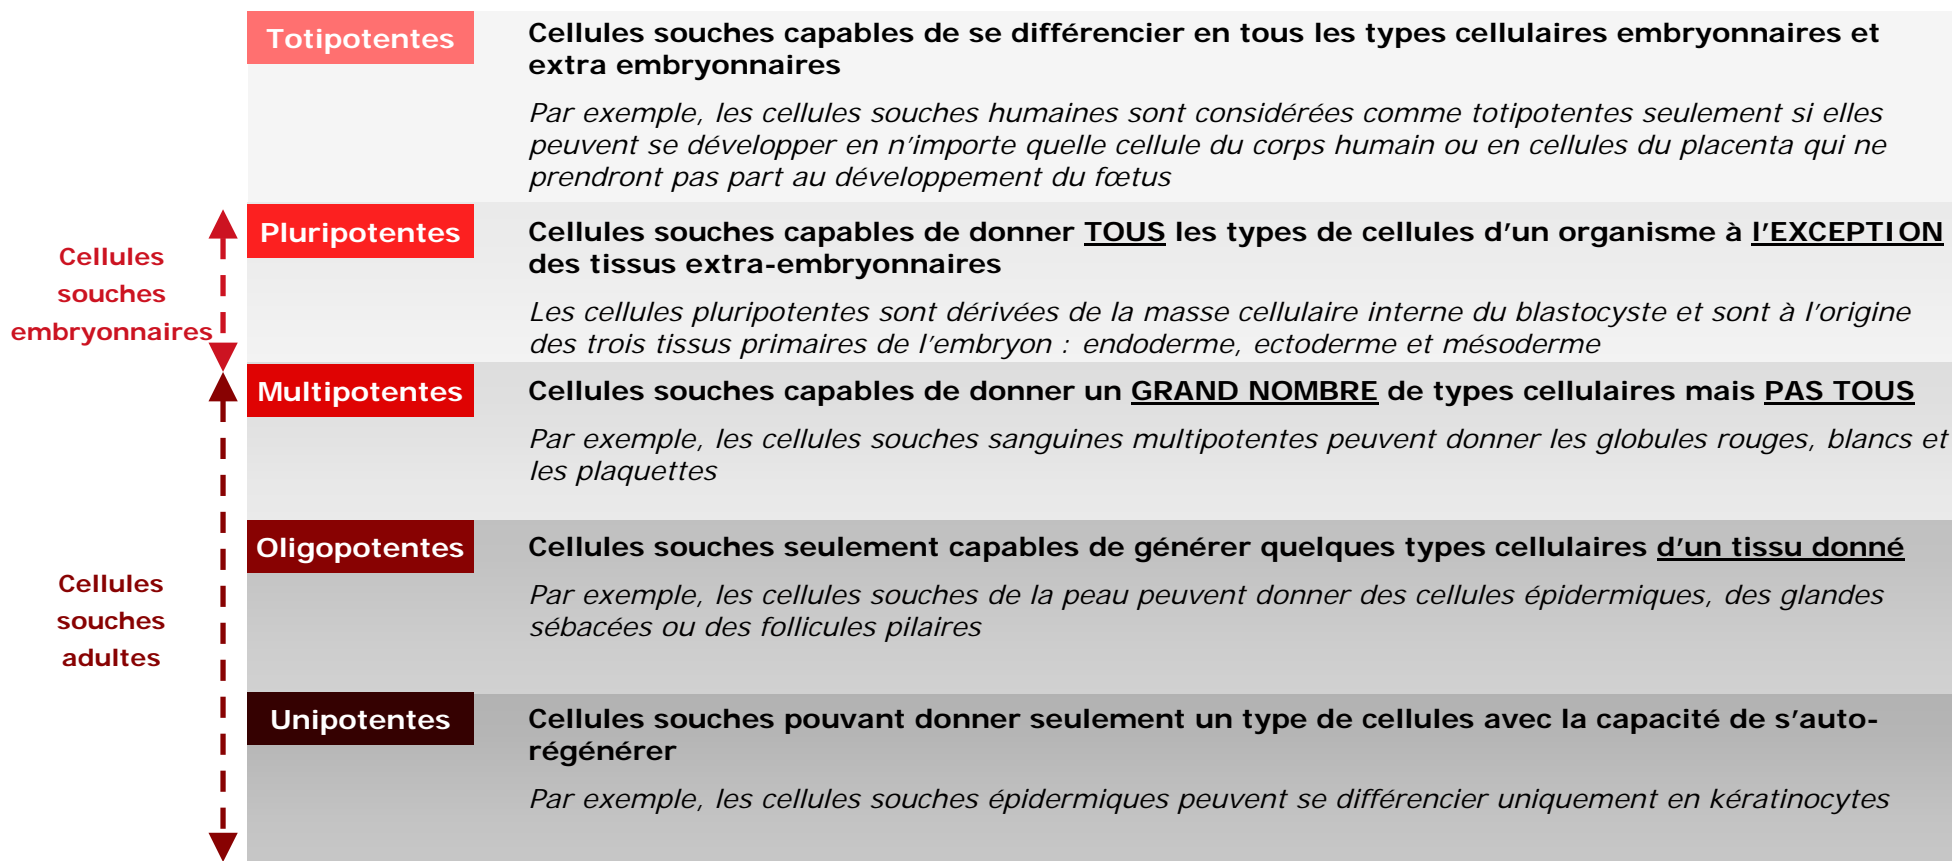 Totipotentes
Cellules souches capables de se différencier en tous les types cellulaires embryonnaires et
extra embryonnaires
Par exemple, les cellules souches humaines sont considérées comme totipotentes seulement si elles
peuvent se développer en n’importe quelle cellule du corps humain ou en cellules du placenta qui ne
prendront pas part au développement du fœtus
Cellules
souches
embryonnaires
Pluripotentes
Cellules souches capables de donner TOUS les types de cellules d’un organisme à l’EXCEPTION
des tissus extra-embryonnaires
Les cellules pluripotentes sont dérivées de la masse cellulaire interne du blastocyste et sont à l’origine
des trois tissus primaires de l’embryon : endoderme, ectoderme et mésoderme
Multipotentes
Cellules souches capables de donner un GRAND NOMBRE de types cellulaires mais PAS TOUS
Par exemple, les cellules souches sanguines multipotentes peuvent donner les globules rouges, blancs et
les plaquettes
Cellules
souches
adultes
Oligopotentes
Cellules souches seulement capables de générer quelques types cellulaires d’un tissu donné
Par exemple, les cellules souches de la peau peuvent donner des cellules épidermiques, des glandes
sébacées ou des follicules pilaires
Unipotentes
Cellules souches pouvant donner seulement un type de cellules avec la capacité de s’auto-
régénérer
Par exemple, les cellules souches épidermiques peuvent se différencier uniquement en kératinocytes